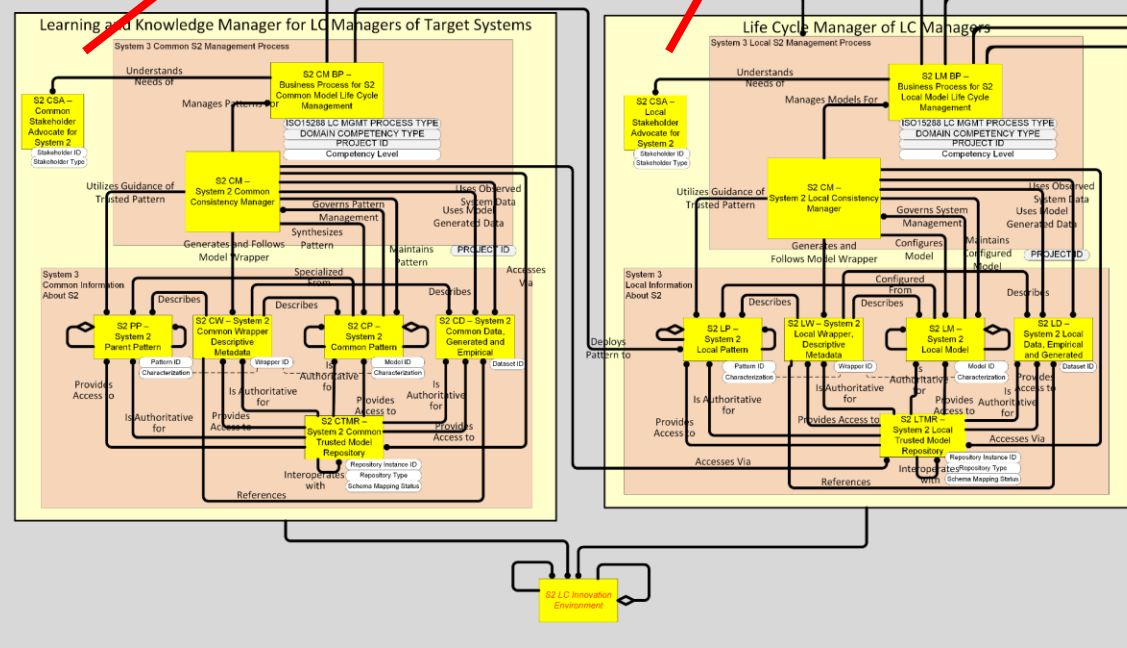 Learning and Knowledge Manager for LC Managers of Target Systems
System 3 Common S2 Management Process
Understands
Needs of
S2 CM BP –
Business Process for S2
Common Model Life Cycle
Management
Manages Patterns For
S2 CSA –
Common
Stakeholder
Advocate for
System 2
Stakeholder ID
Stakeholder Type
ISO15288 LC MGMT PROCESS TYPE
DOMAIN COMPETENCY TYPE
PROJECT ID
Competency Level
S2 CM –
System 2 Common
Consistency Manager
Utilizes Guidance of
Trusted Pattern
Uses Observed
System Data
Uses Model
Generated Data
Governs Pattern
Management
Synthesizes
Pattern
Generates and Follows
Model Wrapper
Maintains
Pattern
PROJECT ID
System 3
Common Information
About S2
Specialized
From
Accesses
Via
Describes
Describes
Describes
S2 PP –
System 2
Parent Pattern
S2 CW – System 2
Common Wrapper
Descriptive
Metadata
S2 CP –
System 2
Common Pattern
S2 CD – System 2
Common Data,
Generated and
Empirical
Pattern ID
Characterization
Wrapper ID
Model ID
Characterization
Dataset ID
Provides
Access to
Is Authoritative
for
Is Authoritative
for
Provides
Access to
Is
Authoritative
for
Provides
Access to
Is
Authoritative
for
Provides
Access to
S2 CTMR –
System 2 Common
Trusted Model
Repository
Repository Instance ID
Repository Type
Schema Mapping Status
Interoperates
with
References
Deploys
Pattern to
Accesses Via
Life Cycle Manager of LC Managers
System 3 Local S2 Management Process
Understands
Needs of
S2 LM BP –
Business Process for S2
Local Model Life Cycle
Management
Manages Models For
S2 CSA –
Local
Stakeholder
Advocate for
System 2
Stakeholder ID
Stakeholder Type
ISO15288 LC MGMT PROCESS TYPE
DOMAIN COMPETENCY TYPE
PROJECT ID
Competency Level
S2 CM –
System 2 Local Consistency
Manager
Utilizes Guidance of
Trusted Pattern
Uses Observed
System Data
Uses Model
Generated Data
Governs System
Management
Configures
Model
Generates and
Follows Model Wrapper
Maintains
Configured
Model
PROJECT ID
System 3
Local Information
About S2
Configured
From
Describes
Describes
Describes
S2 LP –
System 2
Local Pattern
S2 LW – System 2
Local Wrapper,
Descriptive
Metadata
S2 LM –
System 2
Local Model
S2 LD –
System 2 Local
Data, Empirical
and Generated
Pattern ID
Characterization
Wrapper ID
Model ID
Characterization
Dataset ID
Provides
Access to
Is Authoritative
for
Provides Access to
Is
Authoritative
for
Provides
Access to
Is
Authoritative
for
Provides
Access to
S2 LTMR –
System 2 Local
Trusted Model
Repository
Accesses Via
Repository Instance ID
Repository Type
Schema Mapping Status
Interoperates
with
References
S2 LC Innovation
Environment